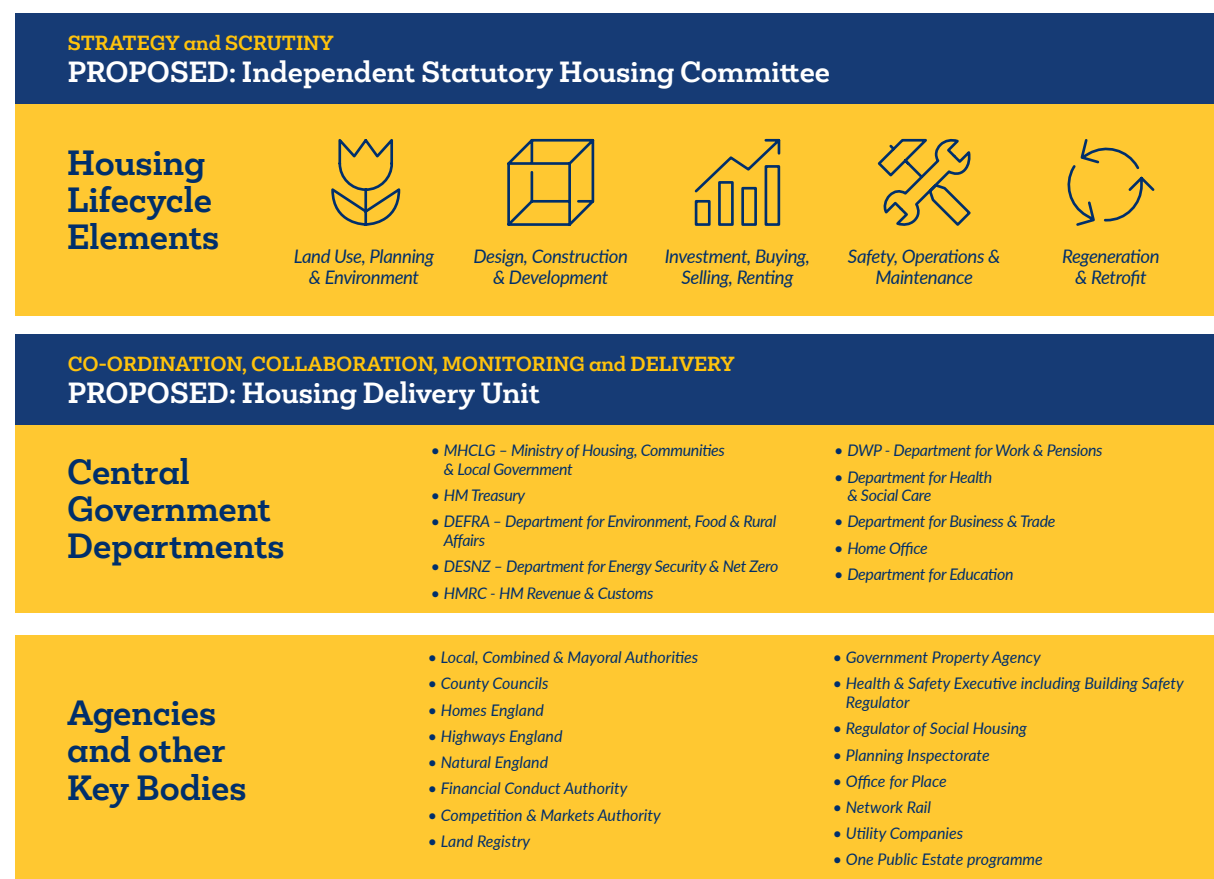 STRATEGY and SCRUTINY
PROPOSED: Independent Statutory Housing Committee
Housing
Lifecycle
Elements
Land Use, Planning
& Environment
Design, Construction
& Development
Investment, Buying,
Selling, Renting
Safety, Operations &
Maintenance
Regeneration
& Retrofit
CO-ORDINATION, COLLABORATION, MONITORING and DELIVERY
PROPOSED: Housing Delivery Unit
Central
Government
Departments
• MHCLG – Ministry of Housing, Communities
& Local Government
• HM Treasury
• DEFRA – Department for Environment, Food & Rural
Affairs
• DESNZ – Department for Energy Security & Net Zero
• HMRC - HM Revenue & Customs
• DWP - Department for Work & Pensions
• Department for Health
& Social Care
• Department for Business & Trade
• Home Office
• Department for Education
Agencies
and other
Key Bodies
• Local, Combined & Mayoral Authorities
• County Councils
• Homes England
• Highways England
• Natural England
• Financial Conduct Authority
• Competition & Markets Authority
• Land Registry
• Government Property Agency
• Health & Safety Executive including Building Safety
Regulator
• Regulator of Social Housing
• Planning Inspectorate
• Office for Place
• Network Rail
• Utility Companies
• One Public Estate programme